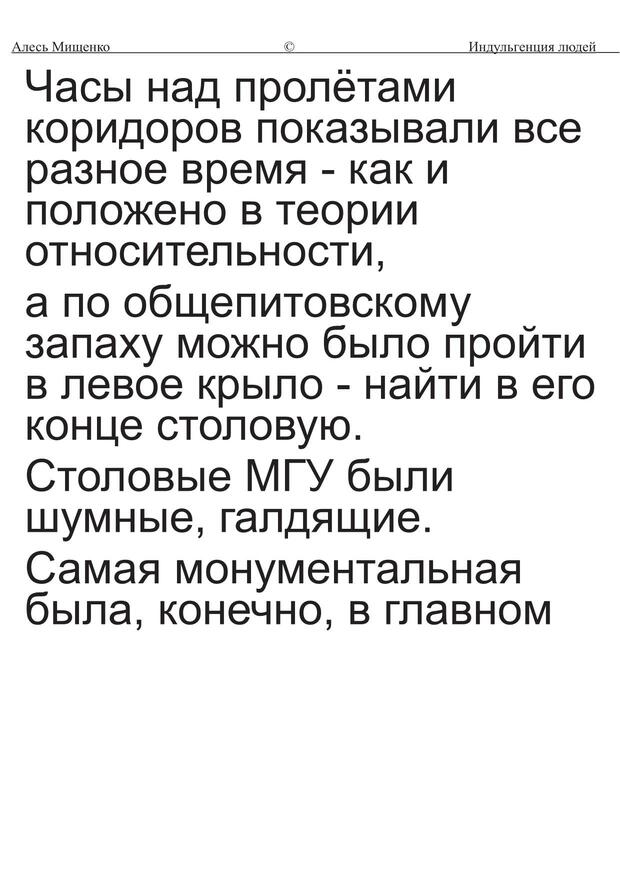 Алесь Мищенко © Индульгенция людей
Часы над пролётами
коридоров показывали все
разное время - как и
положено в теории
относительности,
а по общепитовскому
запаху можно было пройти
в левое крыло - найти в его
конце столовую.
Столовые МГУ были
шумные, галдящие.
Самая монументальная
была, конечно, в главном